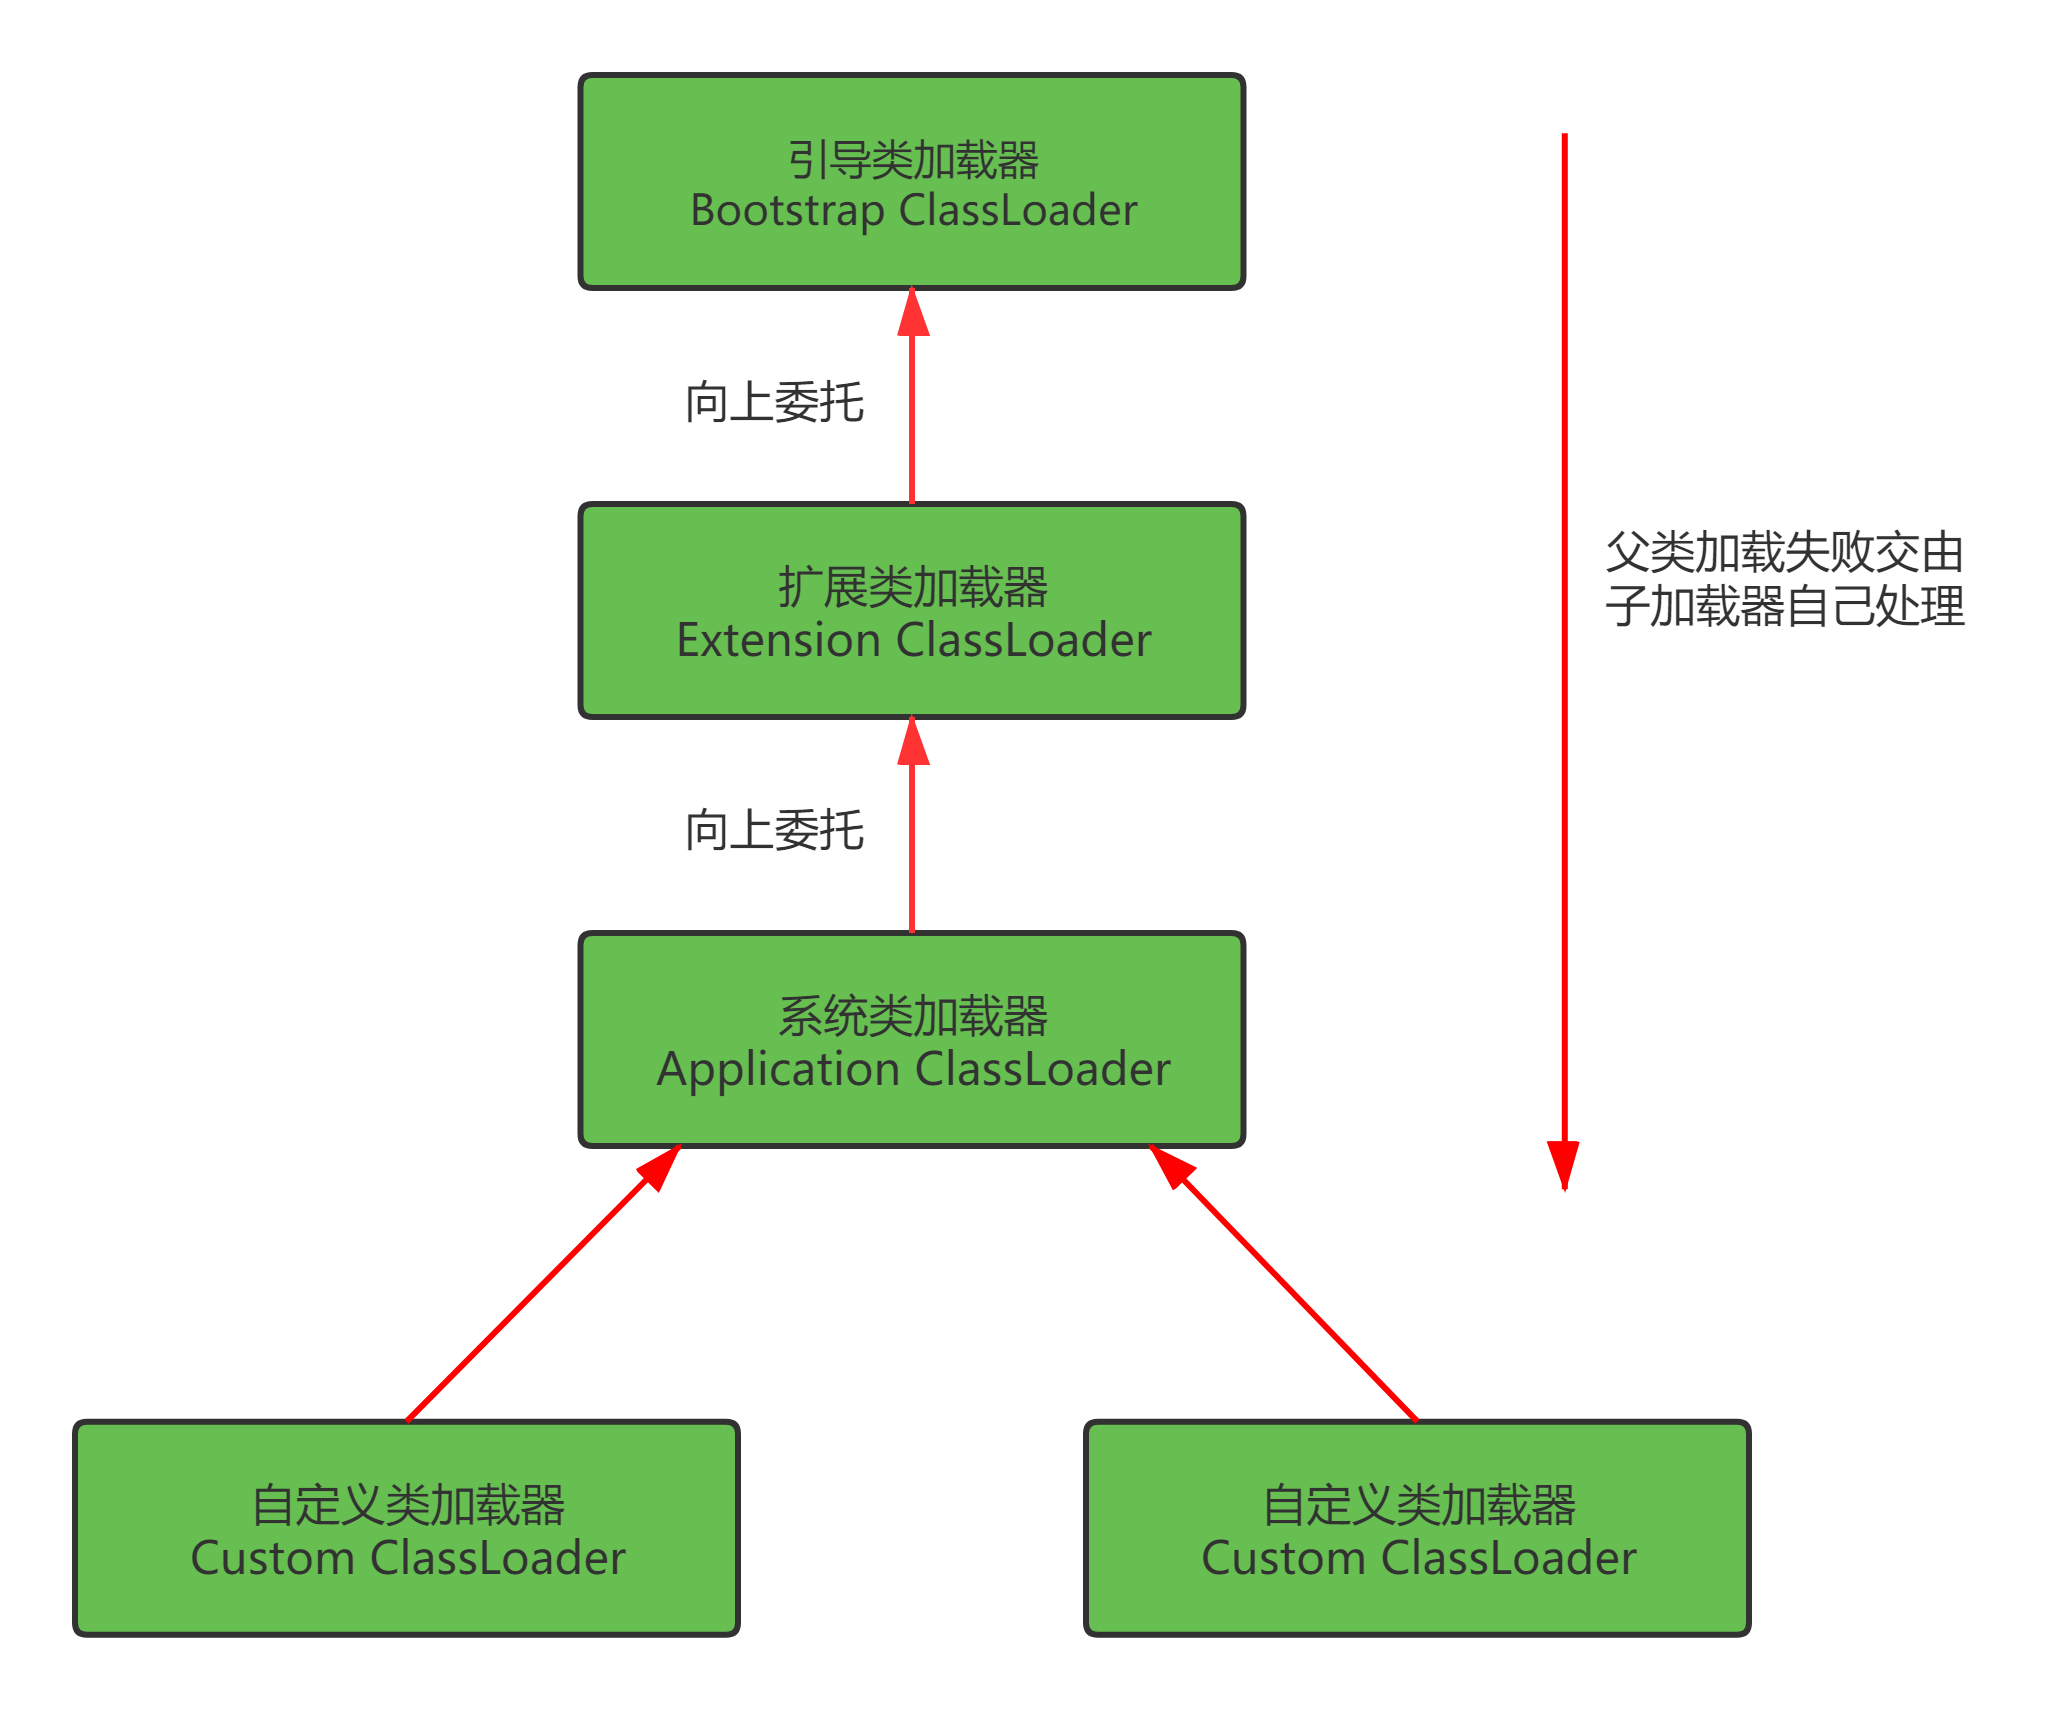 引导类加载器
Bootstrap ClassLoader
向上委托
扩展类加载器
Extension ClassLoader
父类加载失败交由
子加载器自己处理
向上委托
系统类加载器
Application ClassLoader
自定义类加载器
Custom ClassLoader
自定义类加载器
Custom ClassLoader